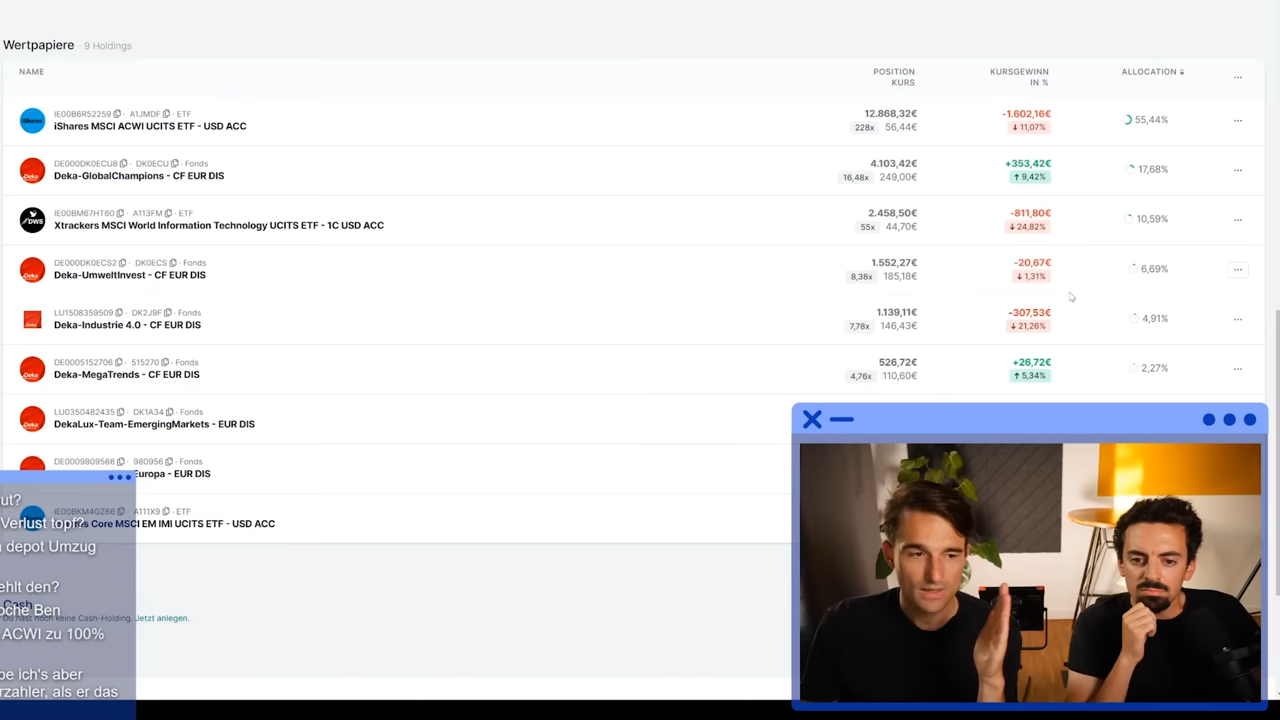 Wertpapiere · 9 Holdings
NAME POSITION KURSGEWINN ALLOCATION
KURS IN %
IE00B6R52259 · A1JMDF · ETF
iShares MSCI ACWI UCITS ETF - USD ACC
12.868,32€ -1.602,16€
228x 56,44€ 11,07% 55,44%
DE000DK0ECU8 · DK0ECU · Fonds
Deka-GlobalChampions - CF EUR DIS
4.103,42€ +353,42€
16,48x 249,00€ 9,42% 17,68%
IE00BM67HT60 · A113FM · ETF
Xtrackers MSCI World Information Technology UCITS ETF - 1C USD ACC
2.458,50€ -811,80€
55x 44,70€ 24,82% 10,59%
DE000DK0ECS2 · DK0ECS · Fonds
Deka-UmweltInvest - CF EUR DIS
1.552,27€ -20,67€
8,38x 185,18€ 1,31% 6,69%
LU1508359509 · DK2J9F · Fonds
Deka-Industrie 4.0 - CF EUR DIS
1.139,11€ -307,53€
7,78x 146,43€ 21,26% 4,91%
DE0005152706 · 515270 · Fonds
Deka-MegaTrends - CF EUR DIS
526,72€ +26,72€
4,76x 110,60€ 5,34% 2,27%
LU0350482435 · DK1A34 · Fonds
DekaLux-Team-EmergingMarkets - EUR DIS
DE0009809566 · 980956 · Fonds
Europa - EUR DIS
IE00BKM4GZ66 · A111X9 · ETF
Core MSCI EM IMI UCITS ETF - USD ACC
Cash
Du hast noch keine Cash-Holding. Jetzt anlegen.
ut?
Verlust topf?
depot Umzug
ehlt den?
oche Ben
ACWI zu 100%
be ich's aber
rzahler, als er das